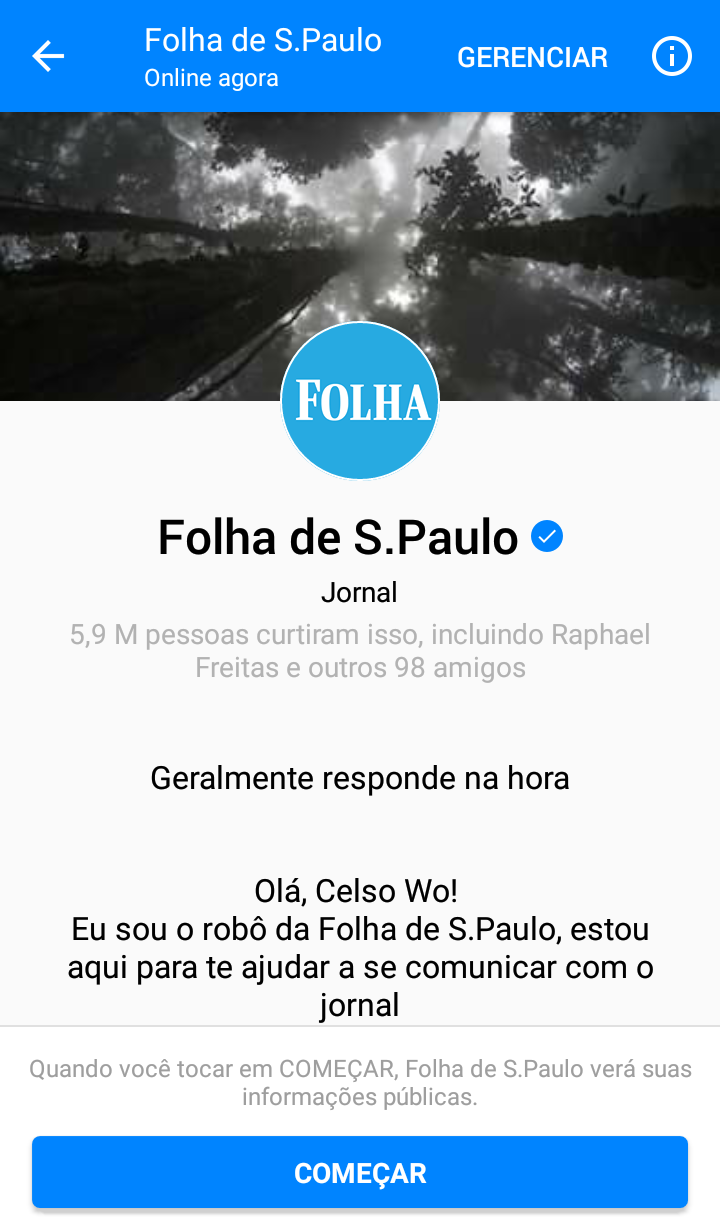 Folha de S.Paulo
Online agora
GERENCIAR
FOLHA
Folha de S.Paulo
Jornal
5,9 M pessoas curtiram isso, incluindo Raphael
Freitas e outros 98 amigos
Geralmente responde na hora
Olá, Celso Wo!
Eu sou o robô da Folha de S.Paulo, estou
aqui para te ajudar a se comunicar com o
jornal
Quando você tocar em COMEÇAR, Folha de S.Paulo verá suas
informações públicas.
COMEÇAR